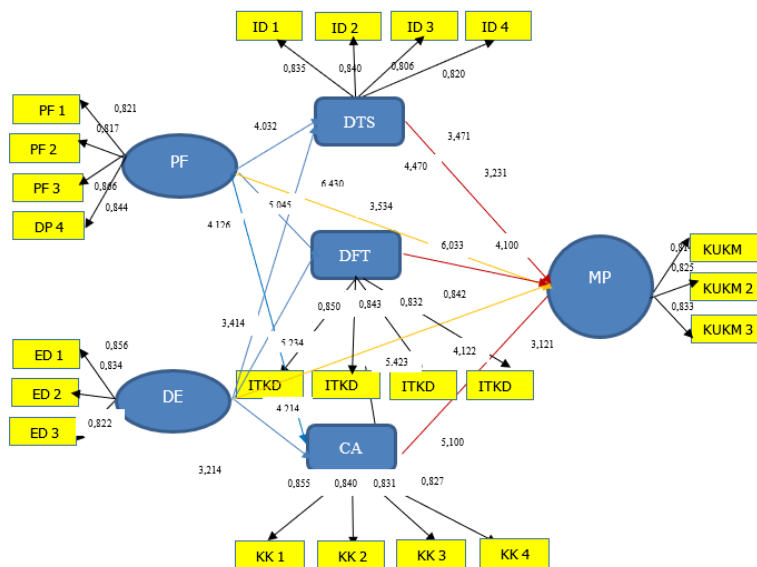 ID 1
ID 2
ID 3
ID 4
0,835
0,840
0,806
0,820
PF 1
PF 2
PF 3
DP 4
0,821
0,817
0,844
PF
DTS
4.032
3,471
4,470
3,231
6.430
5.045
3,534
4.126
DFT
6,033
4,100
MP
KUKM
KUKM 2
KUKM 3
0,825
0,833
0,850
0,843
0,832
0,842
3,414
5,234
5.423
4,122
3,121
ED 1
ED 2
ED 3
0,856
0,834
0,822
DE
ITKD
ITKD
ITKD
ITKD
4.214
CA
3,214
5,100
0,855
0,840
0,831
0,827
KK 1
KK 2
KK 3
KK 4